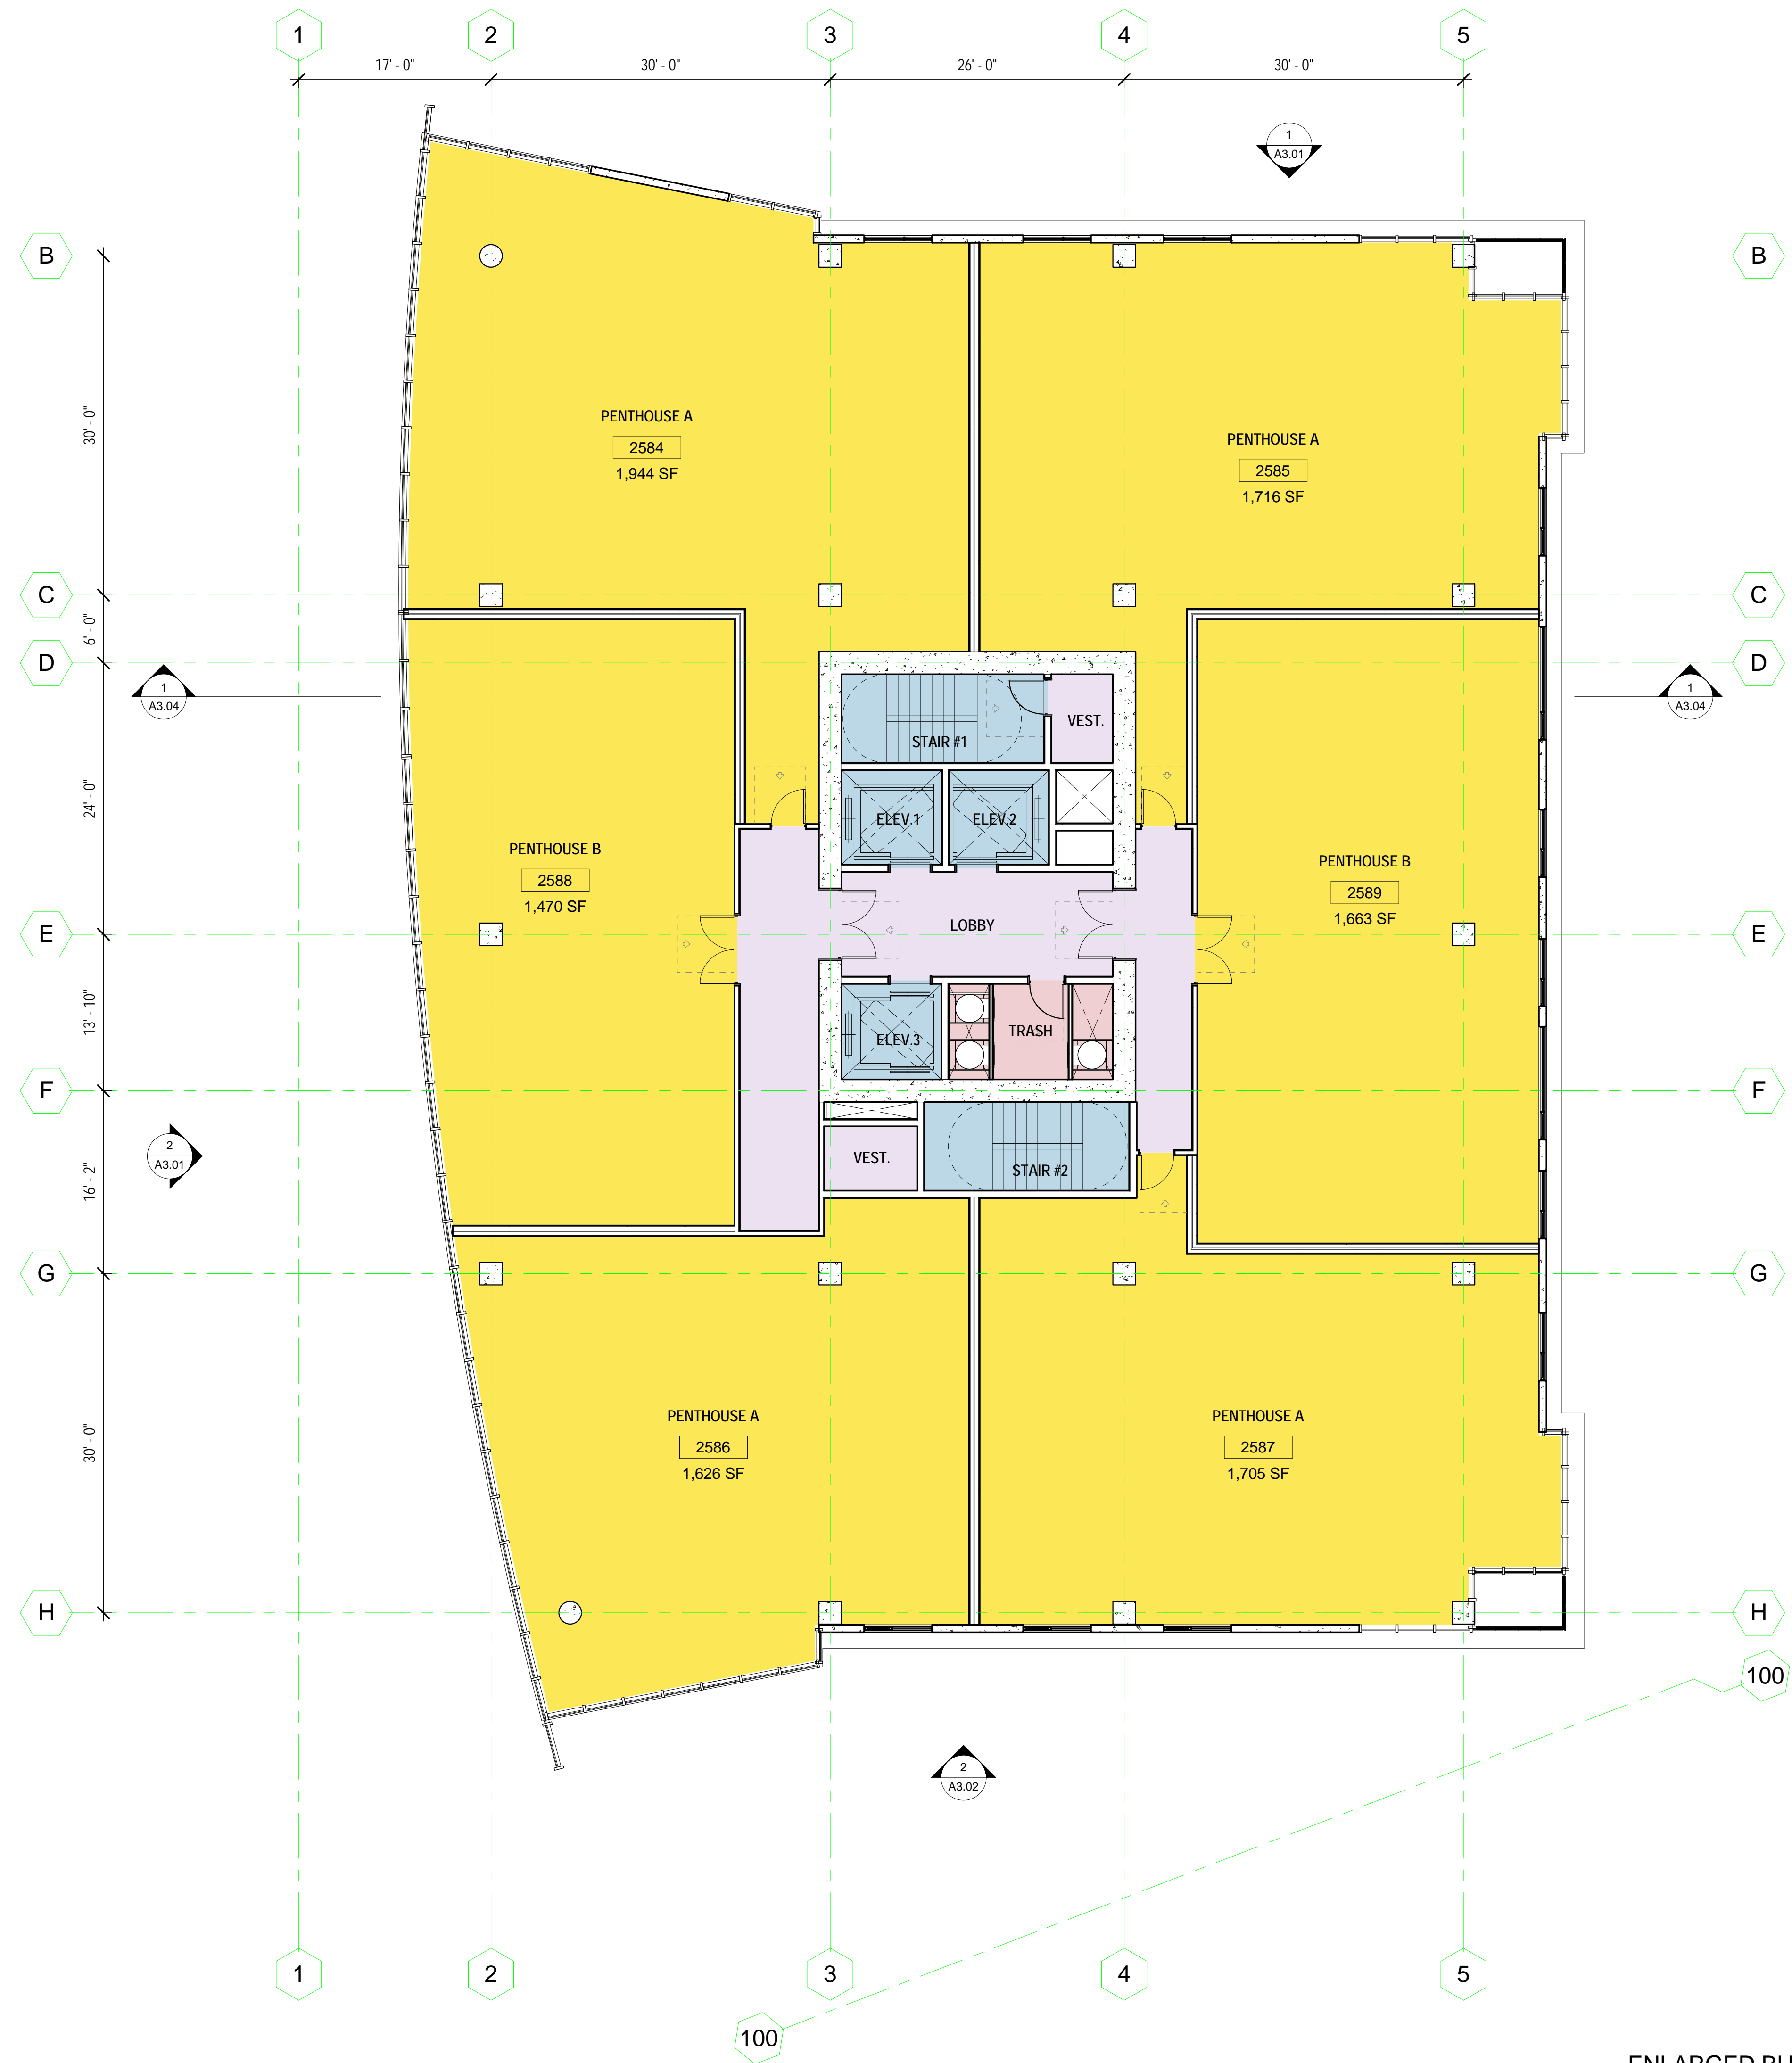 1 2 3 4 5
17' - 0" 30' - 0" 26' - 0" 30' - 0"
1
A3.01
B B
30' - 0"
PENTHOUSE A
2584
1,944 SF
PENTHOUSE A
2585
1,716 SF
C C
6' - 0"
D D
1
A3.04
1
A3.04
VEST.
STAIR #1
24' - 0"
ELEV.1 ELEV.2
PENTHOUSE B
2588
1,470 SF
PENTHOUSE B
2589
1,663 SF
LOBBY
E E
13' - 10"
ELEV.3
TRASH
F F
2
A3.01
16' - 2"
VEST.
STAIR #2
G G
30' - 0"
PENTHOUSE A
2586
1,626 SF
PENTHOUSE A
2587
1,705 SF
H H
100
2
A3.02
1 2 3 4 5
100